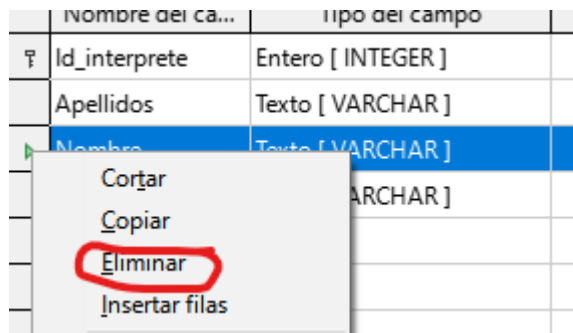 Nombre del ca... Tipo del campo
Id_interprete Entero [ INTEGER ]
Apellidos Texto [ VARCHAR ]
Nombre Texto [ VARCHAR ]
Cortar ARCHAR ]
Copiar
Eliminar
Insertar filas